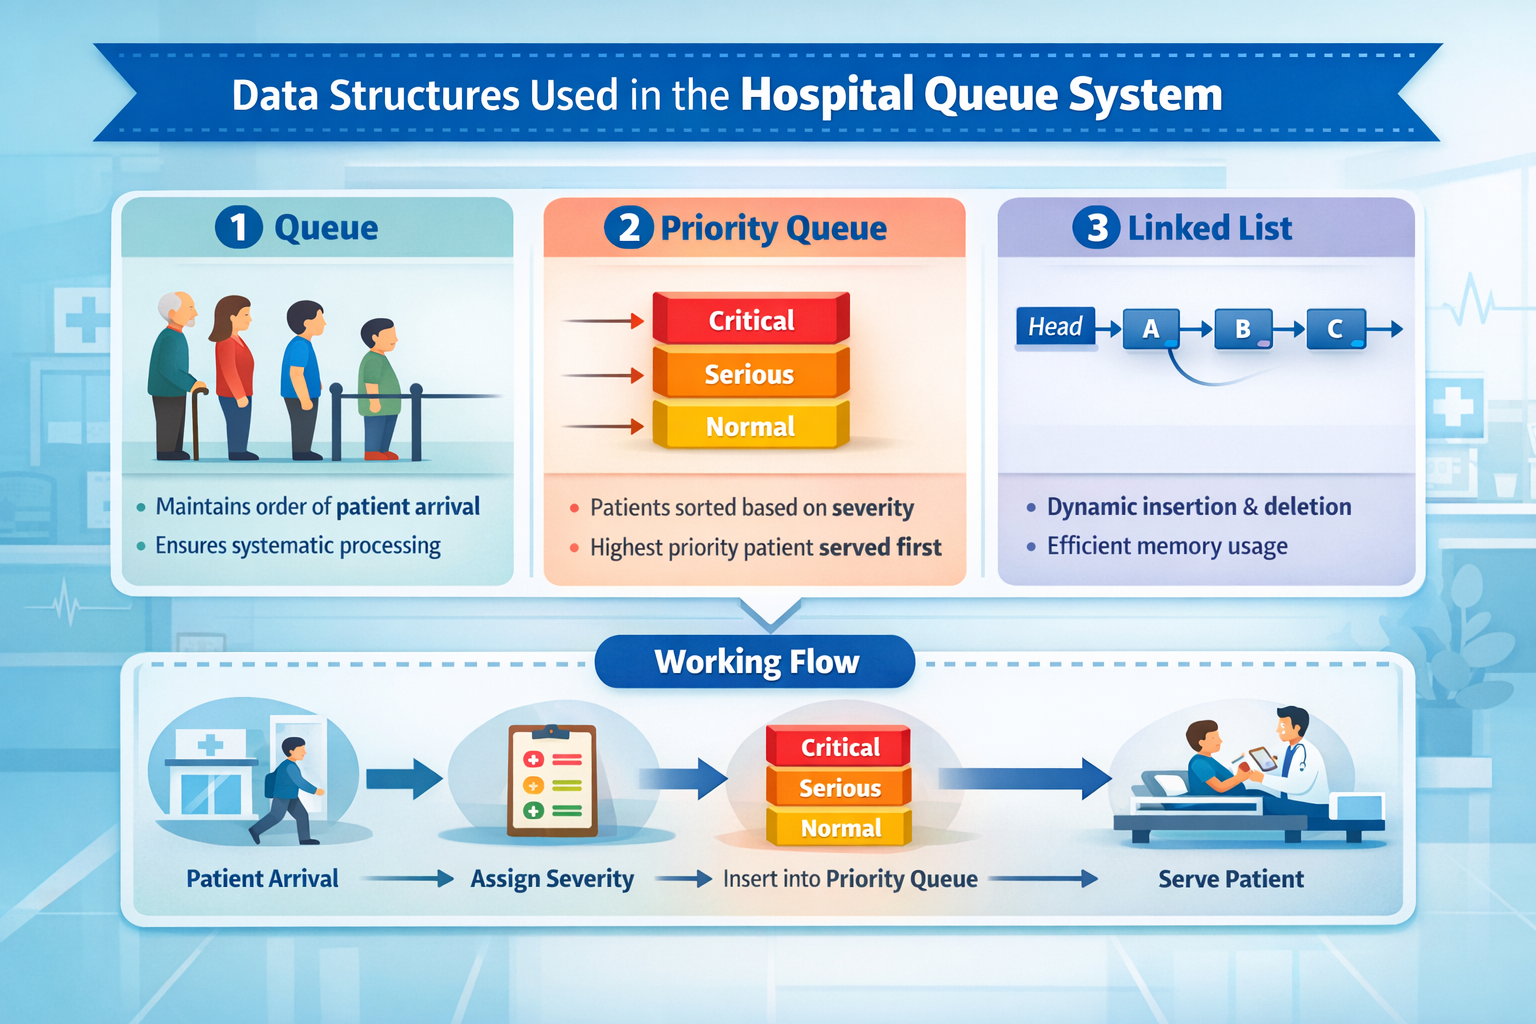 Data Structures Used in the Hospital Queue System
1 Queue
• Maintains order of patient arrival
• Ensures systematic processing
2 Priority Queue
Critical
Serious
Normal
• Patients sorted based on severity
• Highest priority patient served first
3 Linked List
Head A B C
• Dynamic insertion & deletion
• Efficient memory usage
Working Flow
Critical
Serious
Normal
Patient Arrival
Assign Severity
Insert into Priority Queue
Serve Patient